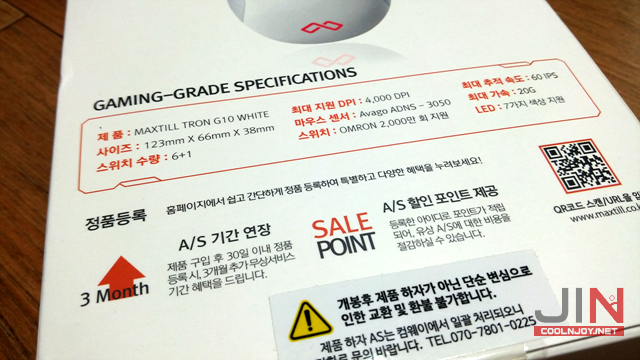 GAMING-GRADE SPECIFICATIONS
제 품 : MAXTILL TRON G10 WHITE
사이즈 : 123mm X 66mm X 38mm
스위치 수량 : 6+1
최대 지원 DPI : 4,000 DPI
마우스 센서 : Avago ADNS - 3050
스위치 : OMRON 2,000만 회 지원
최대 추적 속도 : 60 IPS
최대 가속 : 20G
LED : 7가지 색상 지원
정품등록
홈페이지에서 쉽고 간단하게 정품 등록하여 특별하고 다양한 혜택을 누려보세요!
3 Month
A/S 기간 연장
제품 구입 후 30일 이내 정품
등록 시, 3개월 추가 무상서비스
기간 혜택을 드립니다.
SALE
POINT
A/S 할인 포인트 제공
등록한 아이디로 포인트가 적립
되어, 유상 A/S에 대한 비용을
절감하실 수 있습니다.
QR코드 스캔/URL을 입
www.maxtill.co
개봉후 제품 하자가 아닌 단순 변심으로
인한 교환 및 환불 불가합니다.
제품 하자 AS는 컴웨이에서 일괄 처리되오니
문의 바랍니다. TEL.070-7801-0225
JIN
COOLNJOY.NET